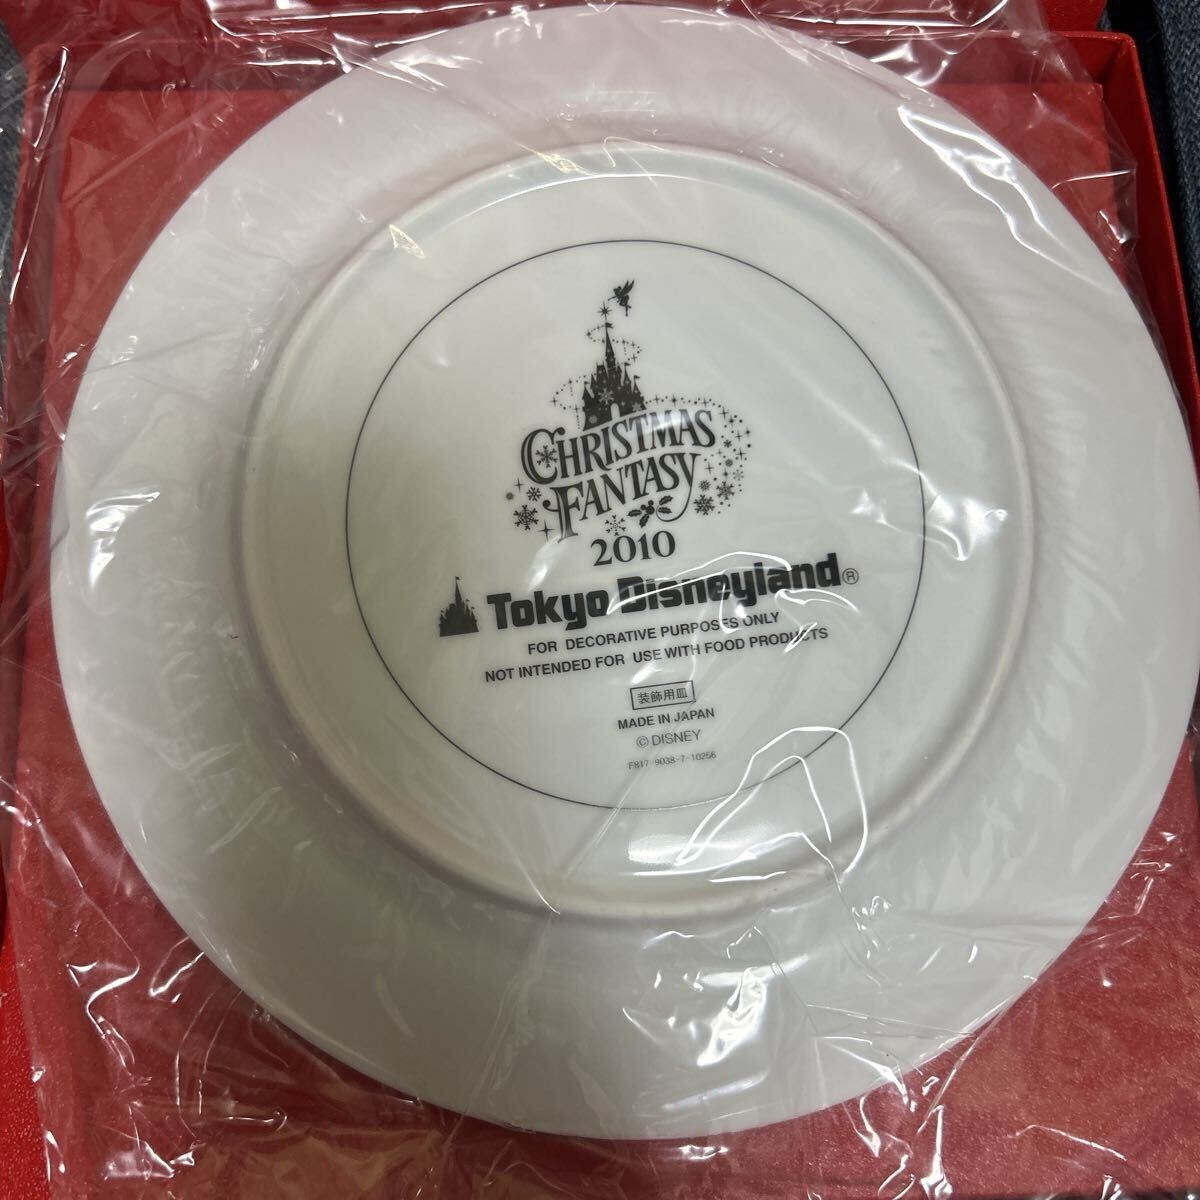 CHRISTMAS
FANTASY
2010
Tokyo Disneyland®
FOR DECORATIVE PURPOSES ONLY
NOT INTENDED FOR USE WITH FOOD PRODUCTS
装飾用皿
MADE IN JAPAN
© DISNEY
F817-9038-7-10256